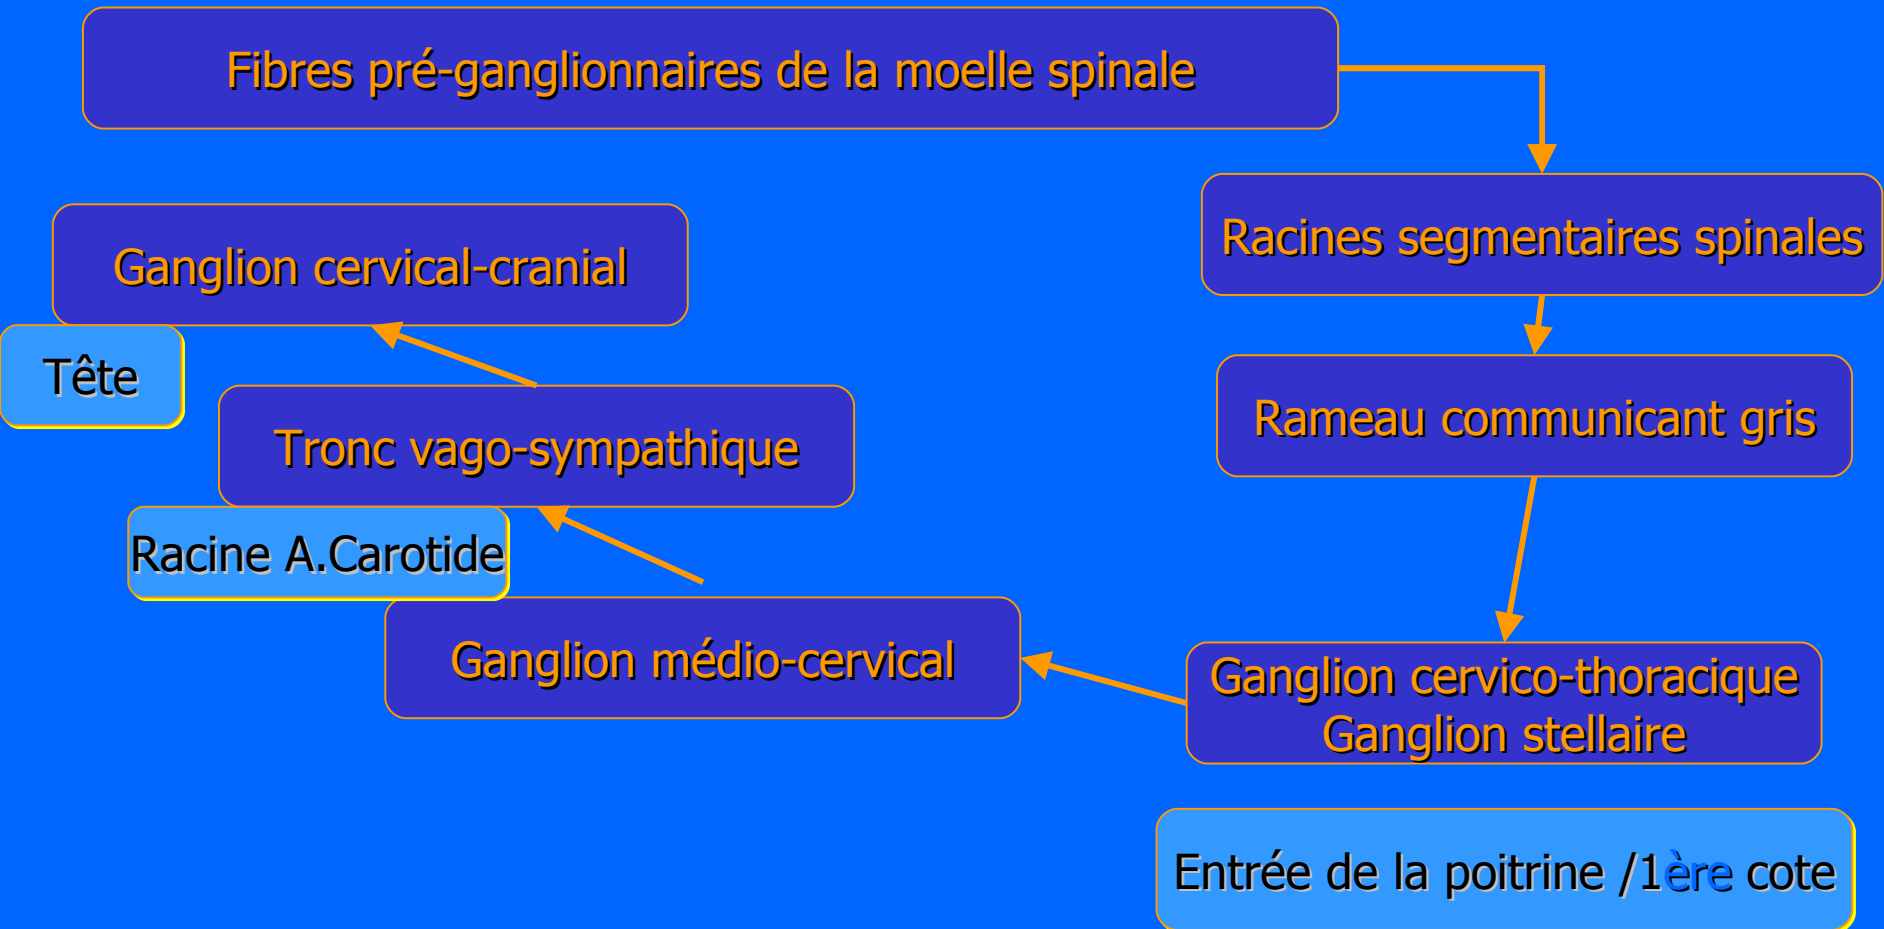 Fibres pré-ganglionnaires de la moelle spinale
Racines segmentaires spinales
Ganglion cervical-cranial
Tête
Rameau communicant gris
Tronc vago-sympathique
Racine A.Carotide
Ganglion médio-cervical
Ganglion cervico-thoracique
Ganglion stellaire
Entrée de la poitrine /1ère cote